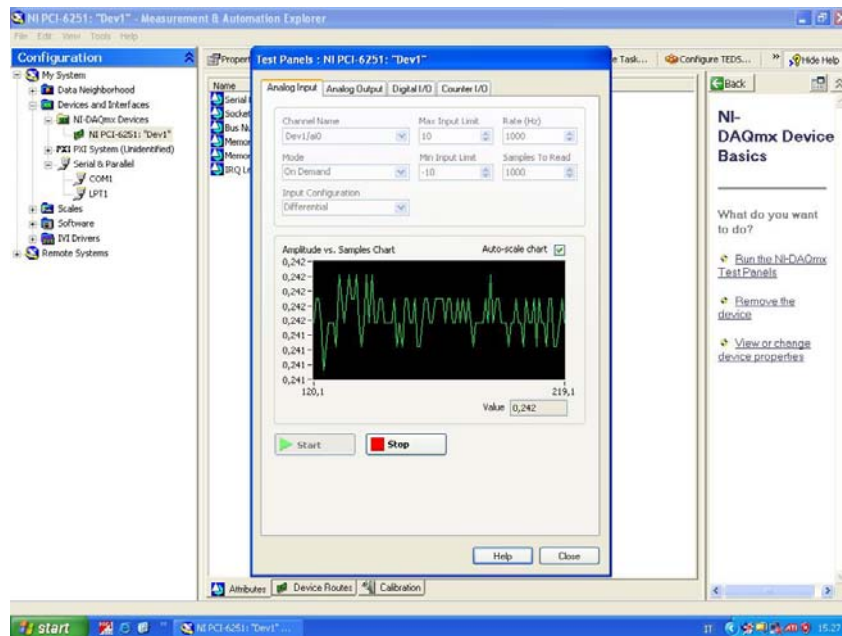 NI PCI-6251: "Dev1" - Measurement & Automation Explorer
File Edit View Tools Help
Configuration
My System
Data Neighborhood
Devices and Interfaces
NI-DAQmx Devices
NI PCI-6251: "Dev1"
PXI PXI System (Unidentified)
Serial & Parallel
COM1
LPT1
Scales
Software
IVI Drivers
Remote Systems
Propert
Name
Serial
Socket
Bus Nu
Memor
Memor
IRQ Le
Test Panels : NI PCI-6251: "Dev1"
Analog Input Analog Output Digital I/O Counter I/O
Channel Name Max Input Limit Rate (Hz)
Dev1/ai0 10 1000
Mode Min Input Limit Samples To Read
On Demand -10 1000
Input Configuration
Differential
Amplitude vs. Samples Chart Auto-scale chart
0,242
0,242
0,242
0,242
0,242
0,241
0,241
0,241
0,241
120,1 219,1
Value 0,242
Start Stop
Help Close
Attributes Device Routes Calibration
e Task... Configure TEDS... » Hide Help
Back
NI-
DAQmx Device
Basics
What do you want
to do?
Run the NI-DAQmx
Test Panels
Remove the
device
View or change
device properties
start
NI PCI-6251: "Dev1"...
IT
15.27